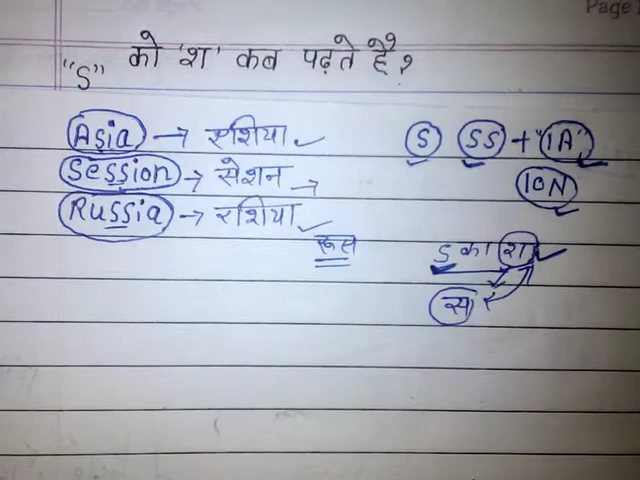 Page
"S" को 'श' कब पढ़ते है?
Asia → एशिया
Session → सेशन →
Russia → रशिया
रूस
S SS + "IA"
ION
S का श
स